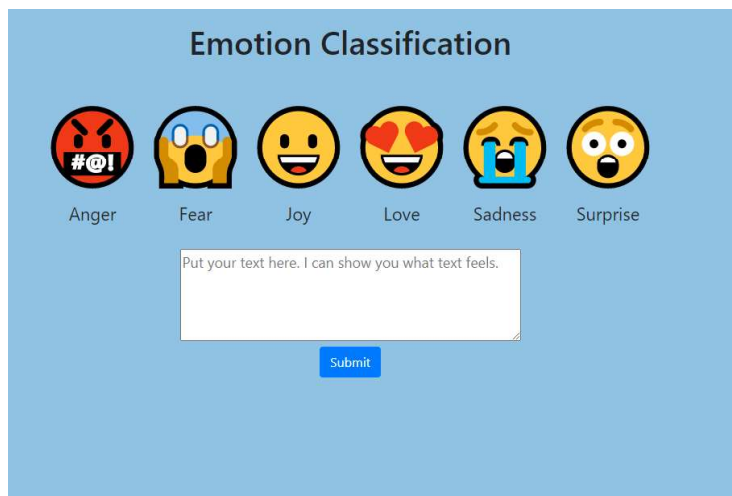 Emotion Classification
#@!
Anger Fear Joy Love Sadness Surprise
Put your text here. I can show you what text feels.
Submit